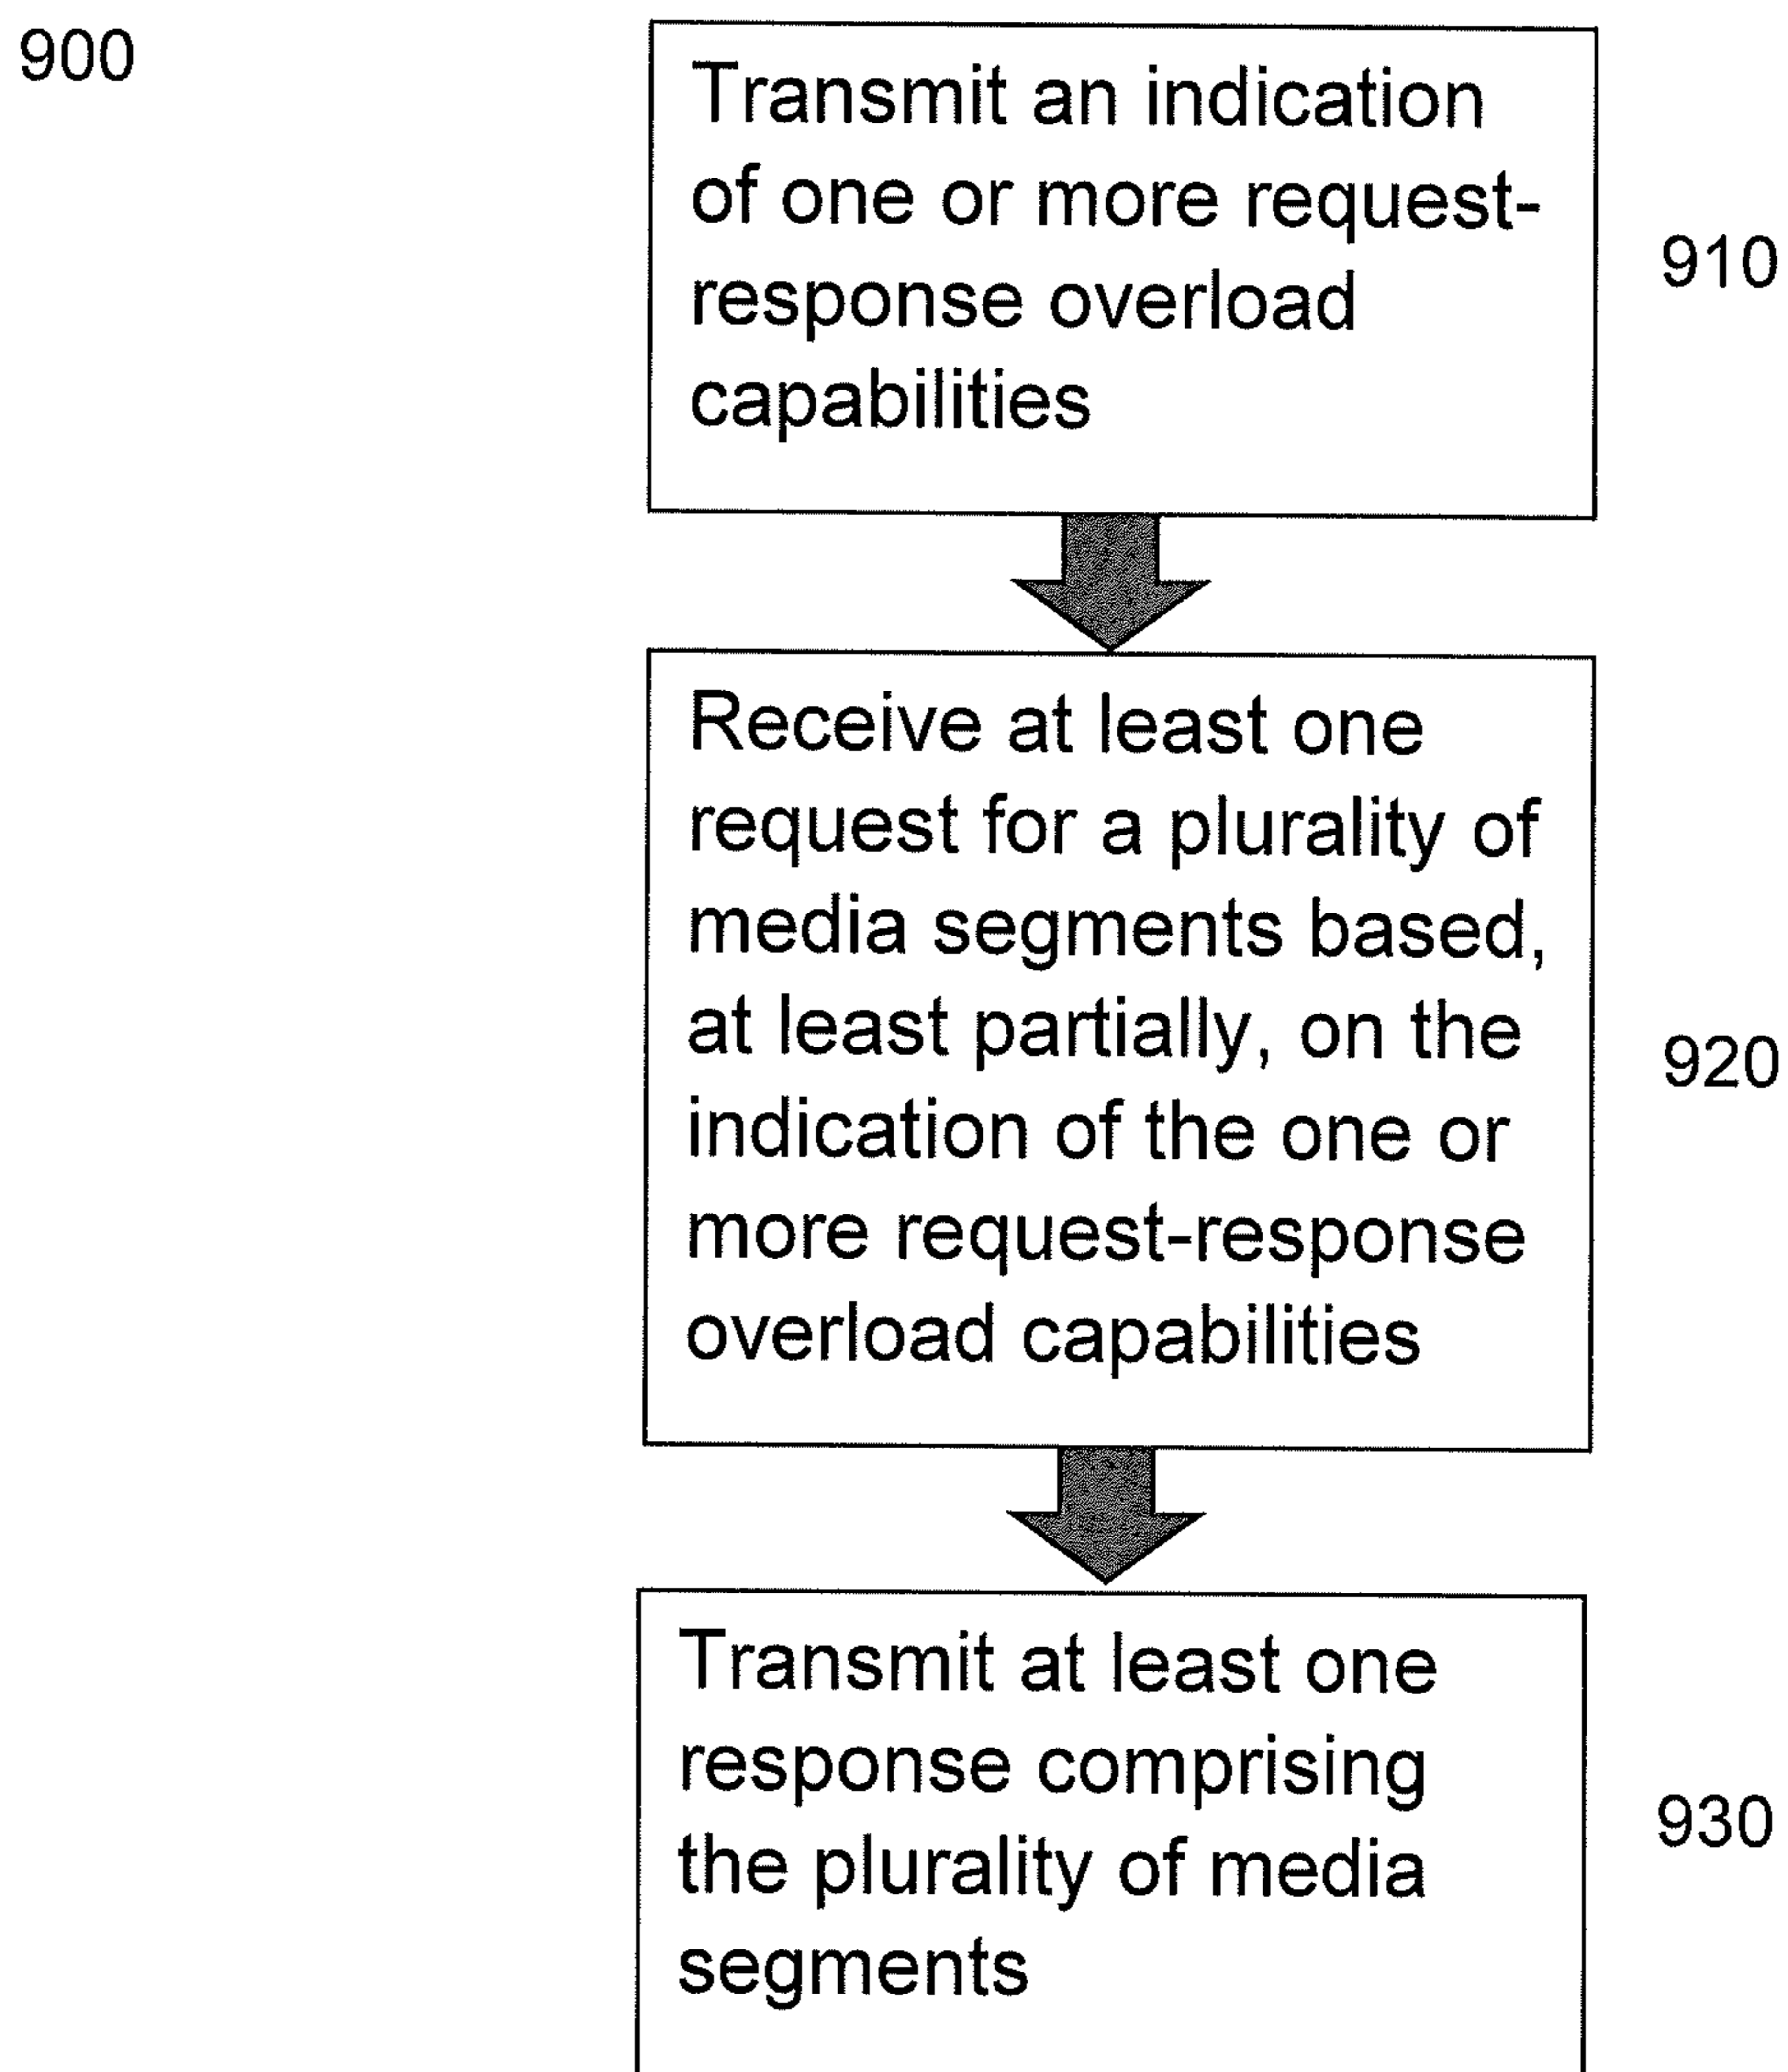 900
Transmit an indication
of one or more request-
response overload
capabilities
910
Receive at least one
request for a plurality of
media segments based,
at least partially, on the
indication of the one or
more request-response
overload capabilities
920
Transmit at least one
response comprising
the plurality of media
segments
930